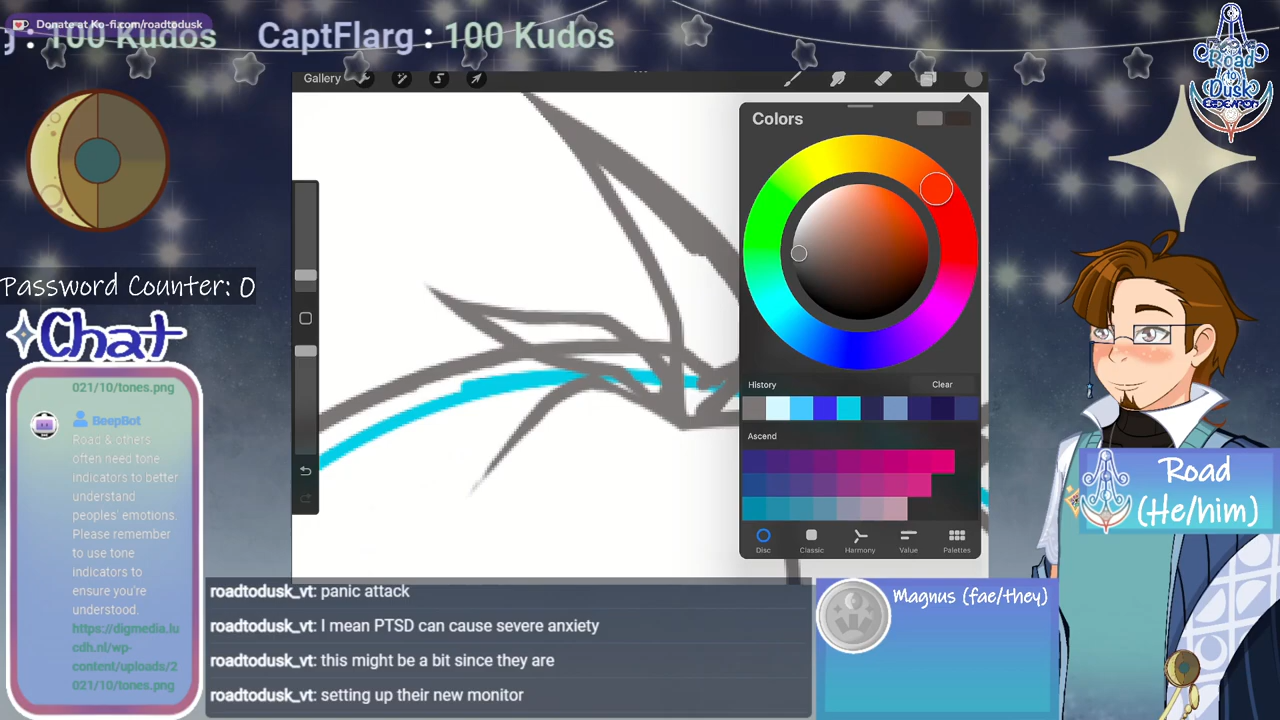 Donate at Ko-fi.com/roadtodusk
g : 100 Kudos CaptFlarg : 100 Kudos
Road
to
Dusk
Gallery
Colors
Password Counter: 0
Chat
021/10/tones.png
BeepBot
Road & others
often need tone
indicators to better
understand
peoples' emotions.
Please remember
to use tone
indicators to
ensure you're
understood.
https://digmedia.lu
cdh.nl/wp-
content/uploads/2
021/10/tones.png
History
Clear
Ascend
Disc
Classic
Harmony
Value
Palettes
Road
(He/him)
roadtodusk_vt: panic attack
roadtodusk_vt: I mean PTSD can cause severe anxiety
roadtodusk_vt: this might be a bit since they are
roadtodusk_vt: setting up their new monitor
Magnus (fae/they)